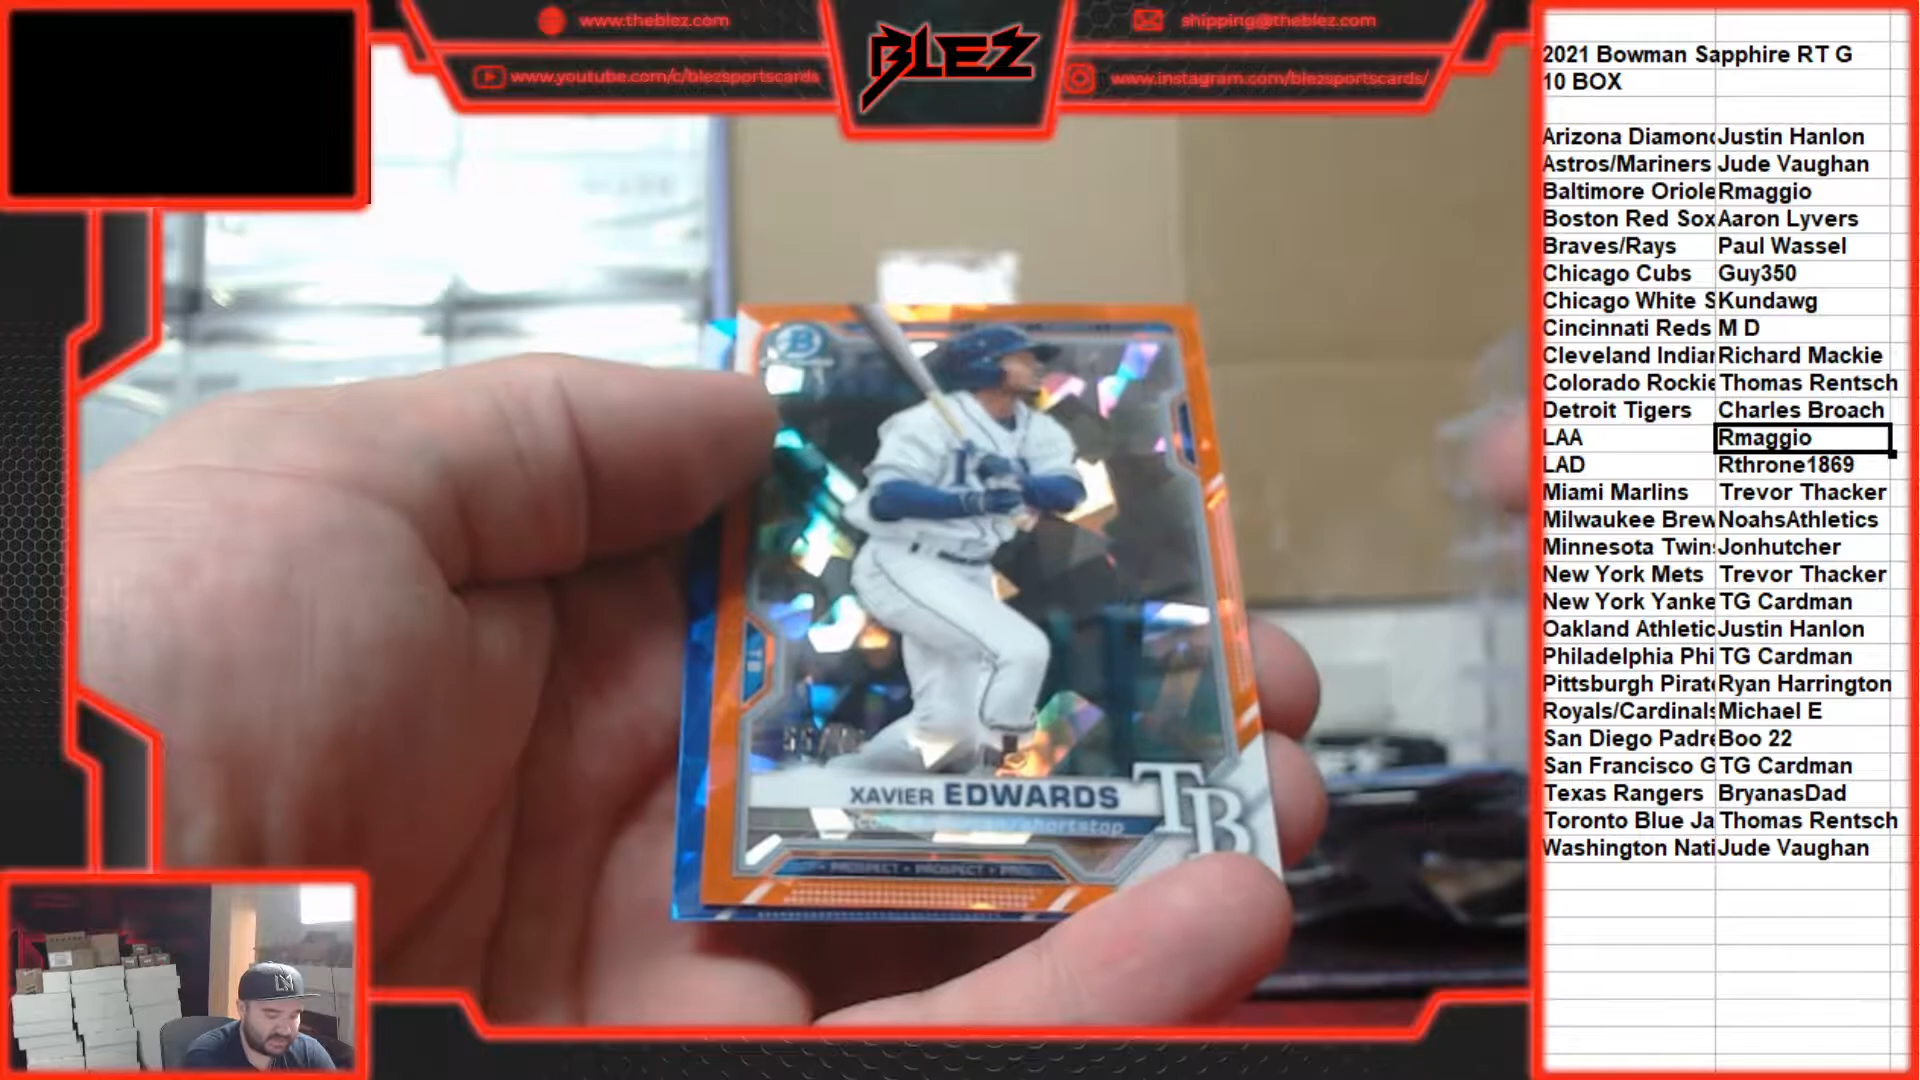 www.theblez.com
shipping@theblez.com
www.youtube.com/c/blezsportscards
www.instagram.com/blezsportscards/
BLEZ
2021 Bowman Sapphire RT G
10 BOX
Arizona Diamond Justin Hanlon
Astros/Mariners Jude Vaughan
Baltimore Oriole Rmaggio
Boston Red Sox Aaron Lyvers
Braves/Rays Paul Wassel
Chicago Cubs Guy350
Chicago White S Kundawg
Cincinnati Reds M D
Cleveland Indian Richard Mackie
Colorado Rockie Thomas Rentsch
Detroit Tigers Charles Broach
LAA Rmaggio
LAD Rthrone1869
Miami Marlins Trevor Thacker
Milwaukee Brew NoahsAthletics
Minnesota Twins Jonhutcher
New York Mets Trevor Thacker
New York Yanke TG Cardman
Oakland Athletic Justin Hanlon
Philadelphia Phi TG Cardman
Pittsburgh Pirate Ryan Harrington
Royals/Cardinals Michael E
San Diego Padre Boo 22
San Francisco G TG Cardman
Texas Rangers BryanasDad
Toronto Blue Ja Thomas Rentsch
Washington Nati Jude Vaughan
B
TB
XAVIER EDWARDS
TB
PROSPECT • PROSPECT